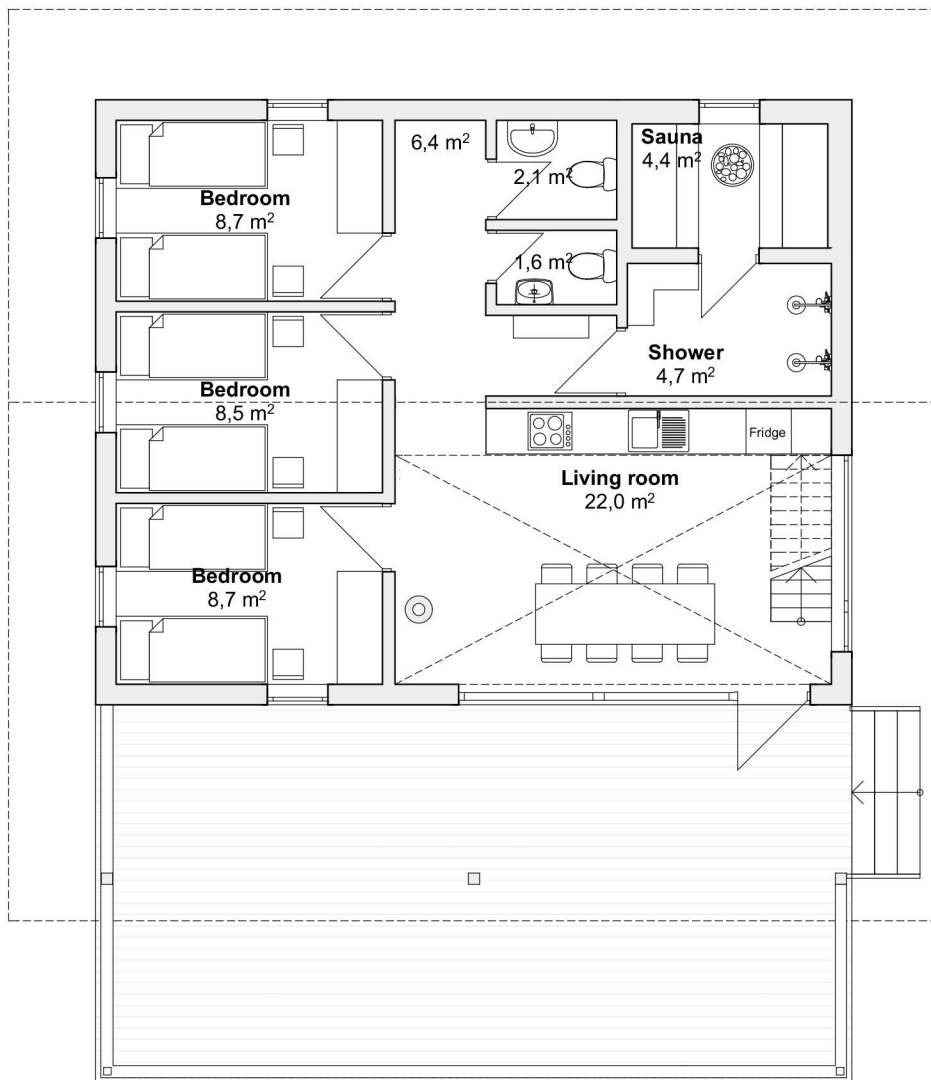 6,4 m²
Sauna
4,4 m²
2,1 m²
Bedroom
8,7 m²
1,6 m²
Shower
4,7 m²
Bedroom
8,5 m²
Fridge
Living room
22,0 m²
Bedroom
8,7 m²